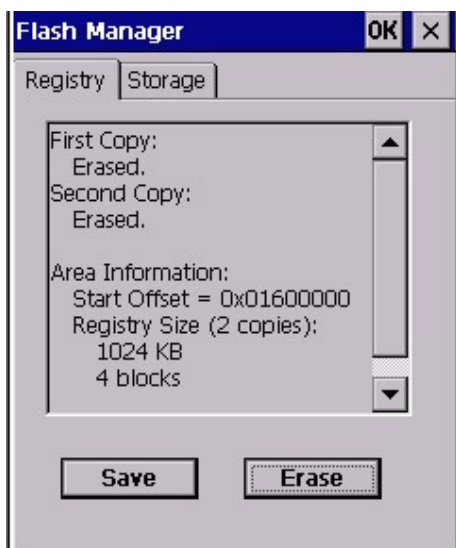 Flash Manager OK ×
Registry Storage
First Copy:
Erased.
Second Copy:
Erased.
Area Information:
Start Offset = 0x01600000
Registry Size (2 copies):
1024 KB
4 blocks
Save Erase